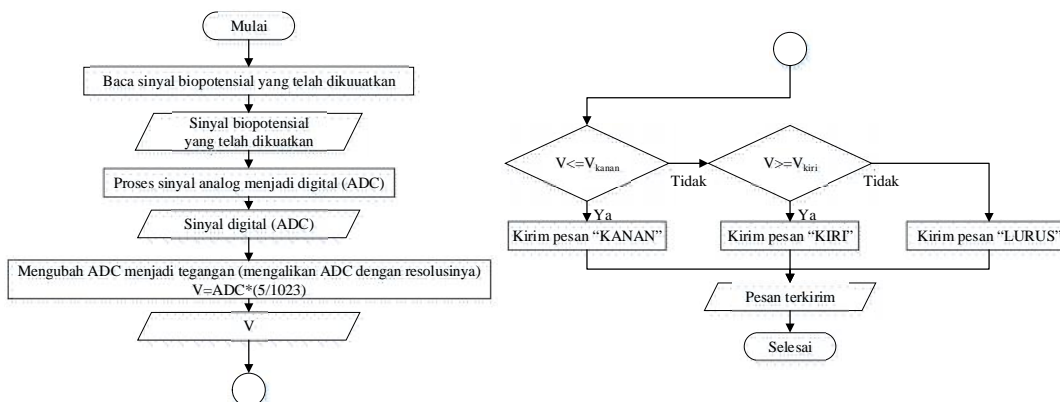 Mulai
Baca sinyal biopotensial yang telah dikuuatkan
Sinyal biopotensial
yang telah dikuatkan
Proses sinyal analog menjadi digital (ADC)
Sinyal digital (ADC)
Mengubah ADC menjadi tegangan (mengalikan ADC dengan resolusinya)
V=ADC*(5/1023)
V
V<=Vkanan
Tidak
V>=Vkiri
Tidak
Ya
Ya
Kirim pesan “KANAN”
Kirim pesan “KIRI”
Kirim pesan “LURUS”
Pesan terkirim
Selesai